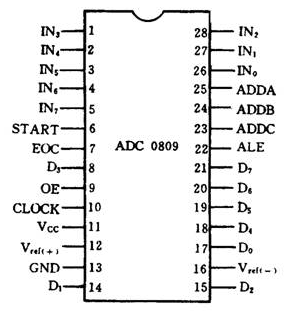 IN₃ 1 28 IN₂
IN₄ 2 27 IN₁
IN₅ 3 26 IN₀
IN₆ 4 25 ADDA
IN₇ 5 24 ADDB
START 6 23 ADDC
EOC 7 ADC 0809 22 ALE
D₃ 8 21 D₇
OE 9 20 D₆
CLOCK 10 19 D₅
Vcc 11 18 D₄
Vref(+) 12 17 D₀
GND 13 16 Vref(−)
D₁ 14 15 D₂